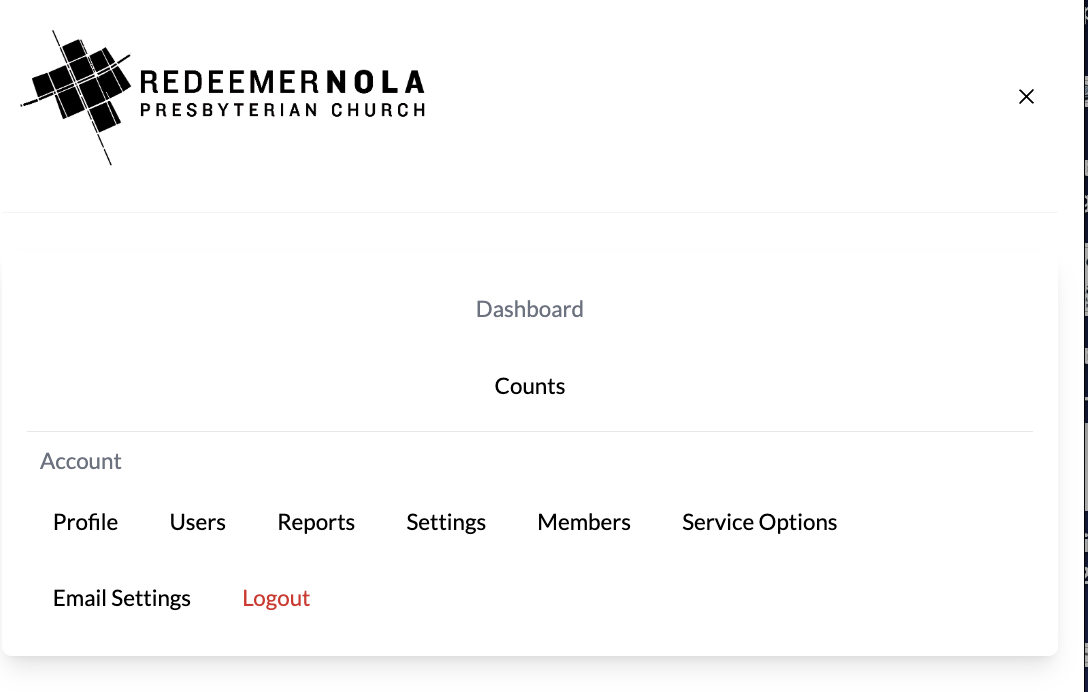 REDEEMERNOLA
PRESBYTERIAN CHURCH
Dashboard
Counts
Account
Profile Users Reports Settings Members Service Options
Email Settings Logout